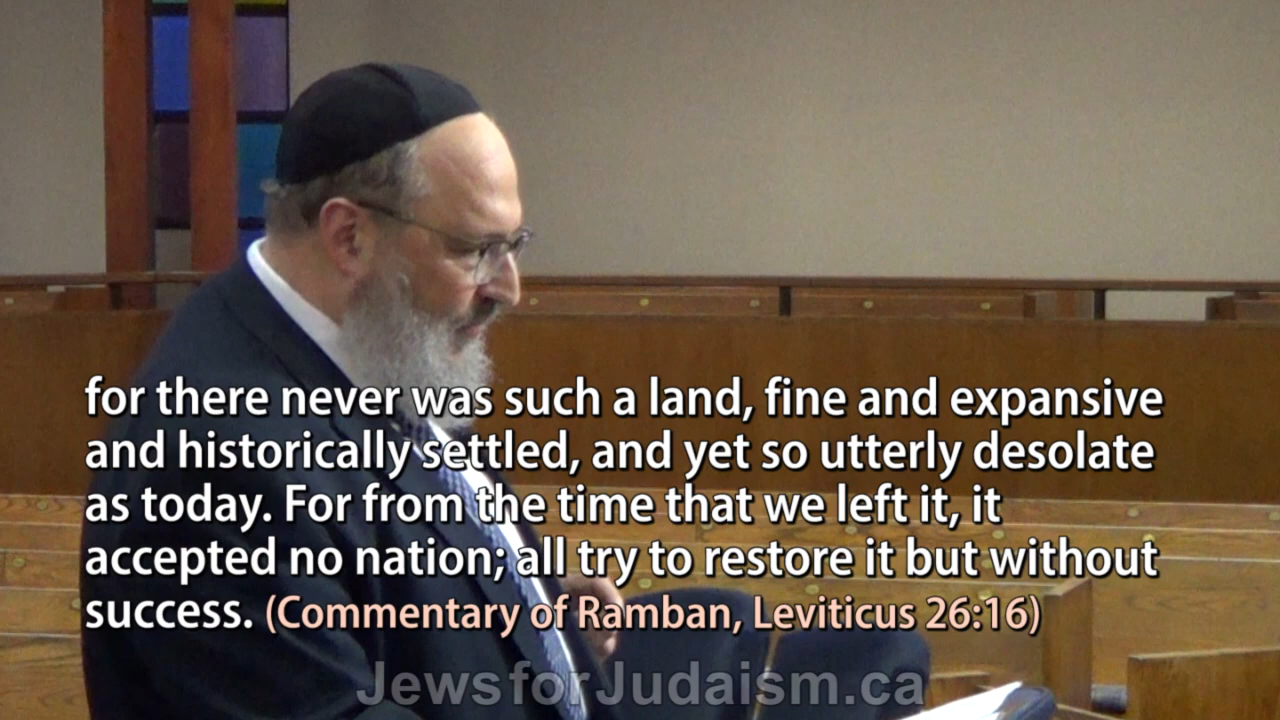 for there never was such a land, fine and expansive
and historically settled, and yet so utterly desolate
as today. For from the time that we left it, it
accepted no nation; all try to restore it but without
success. (Commentary of Ramban, Leviticus 26:16)
JewsforJudaism.ca